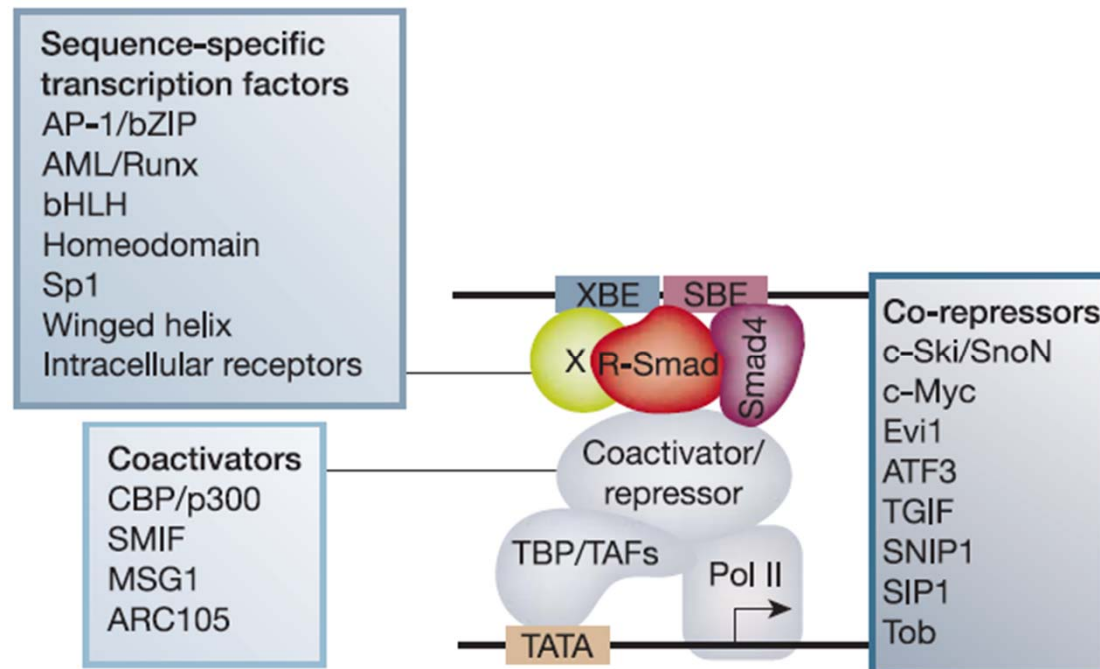 Sequence-specific
transcription factors
AP-1/bZIP
AML/Runx
bHLH
Homeodomain
Sp1
Winged helix
Intracellular receptors
Coactivators
CBP/p300
SMIF
MSG1
ARC105
XBE
SBE
X
R-Smad
Smad4
Coactivator/
repressor
TBP/TAFs
Pol II
TATA
Co-repressors
c-Ski/SnoN
c-Myc
Evi1
ATF3
TGIF
SNIP1
SIP1
Tob